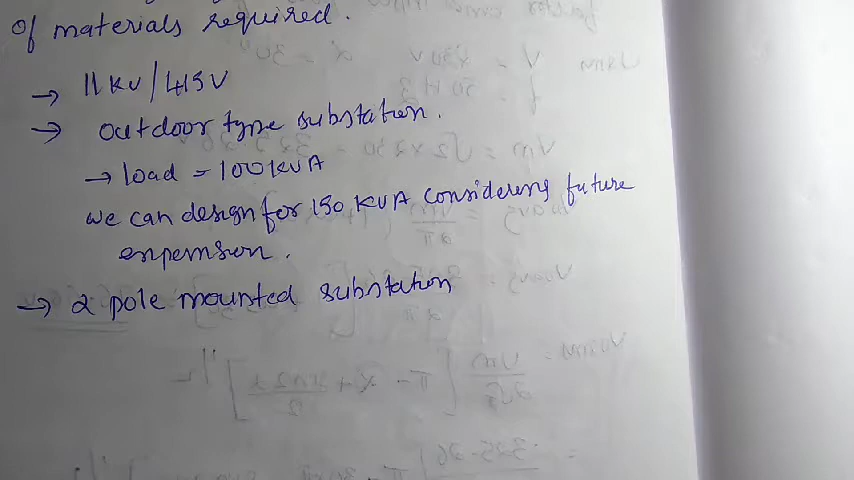 of materials required.
→ 11 KV/415V
→ outdoor type substation.
→ load = 100 KVA
we can design for 150 KVA considering future
expension.
→ 2 pole mounted substation